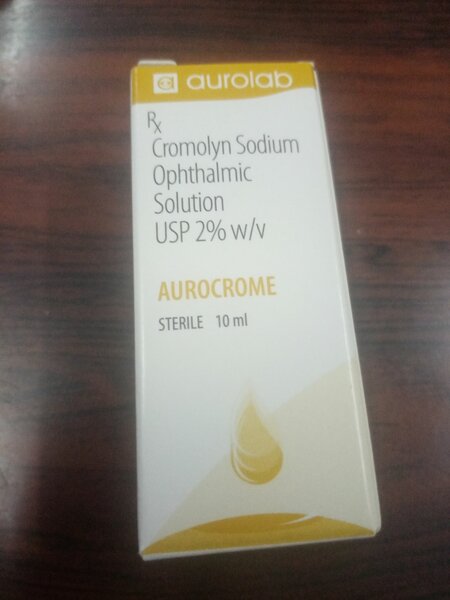 aurolab
Rx
Cromolyn Sodium
Ophthalmic
Solution
USP 2% w/v
AUROCROME
STERILE 10 ml